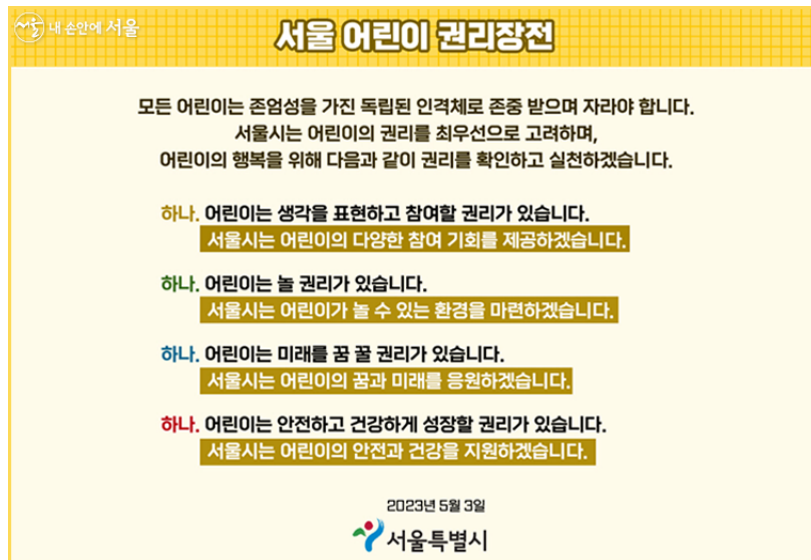 서울 내 손안에 서울
서울 어린이 권리장전
모든 어린이는 존엄성을 가진 독립된 인격체로 존중 받으며 자라야 합니다.
서울시는 어린이의 권리를 최우선으로 고려하며,
어린이의 행복을 위해 다음과 같이 권리를 확인하고 실천하겠습니다.
하나. 어린이는 생각을 표현하고 참여할 권리가 있습니다.
서울시는 어린이의 다양한 참여 기회를 제공하겠습니다.
하나. 어린이는 놀 권리가 있습니다.
서울시는 어린이가 놀 수 있는 환경을 마련하겠습니다.
하나. 어린이는 미래를 꿈 꿀 권리가 있습니다.
서울시는 어린이의 꿈과 미래를 응원하겠습니다.
하나. 어린이는 안전하고 건강하게 성장할 권리가 있습니다.
서울시는 어린이의 안전과 건강을 지원하겠습니다.
2023년 5월 3일
서울특별시